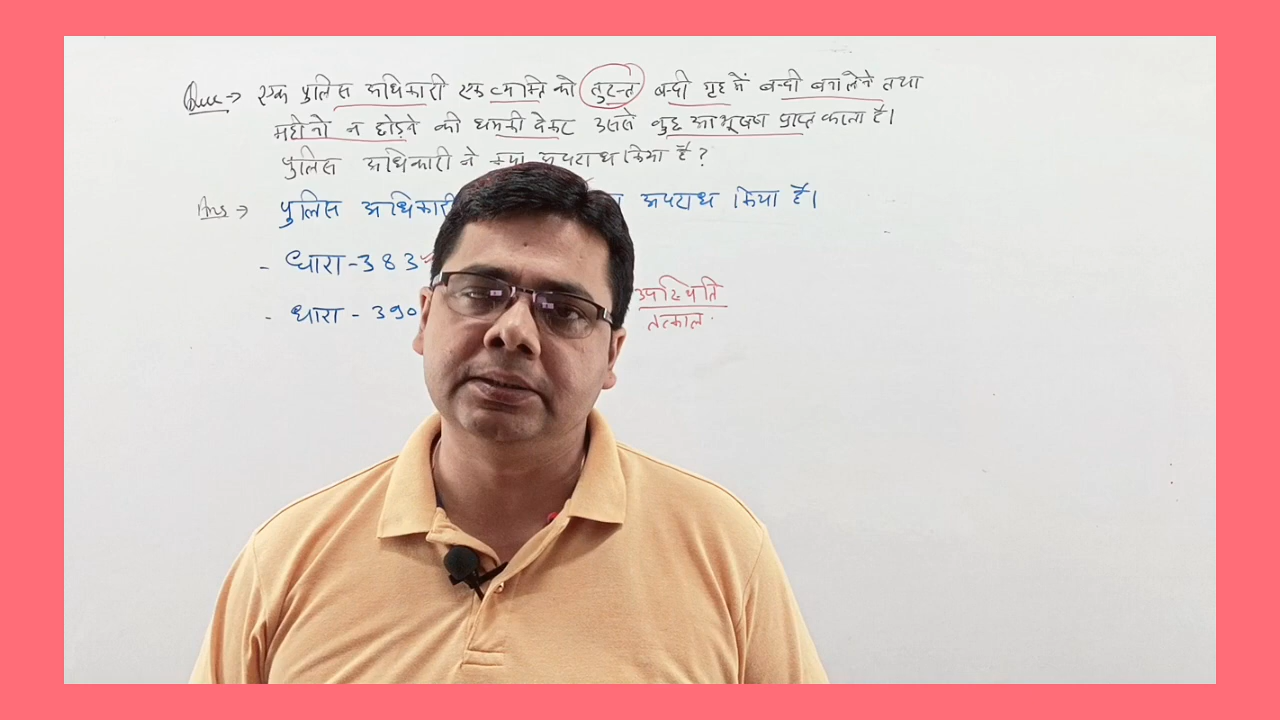 Que → एक पुलिस अधिकारी एक व्यक्ति को तुरन्त बन्दी गृह में बन्दी बना लेने तथा
महीनों न छोड़ने की धमकी देकर उससे कुछ आभूषण प्राप्त करता है।
पुलिस अधिकारी ने क्या अपराध किया है?
Ans → पुलिस अधिकारी अपराध किया है।
- धारा-383
- धारा - 390
उपस्थिति
तत्काल